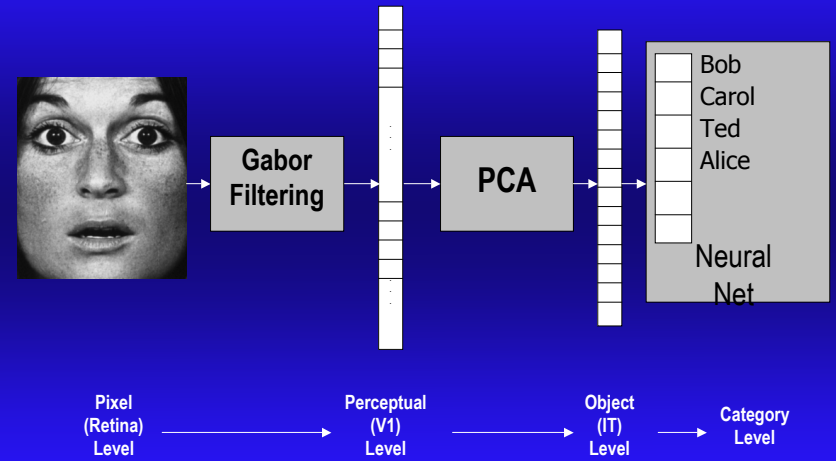 Gabor
Filtering
PCA
Bob
Carol
Ted
Alice
Neural
Net
Pixel
(Retina)
Level
Perceptual
(V1)
Level
Object
(IT)
Level
Category
Level